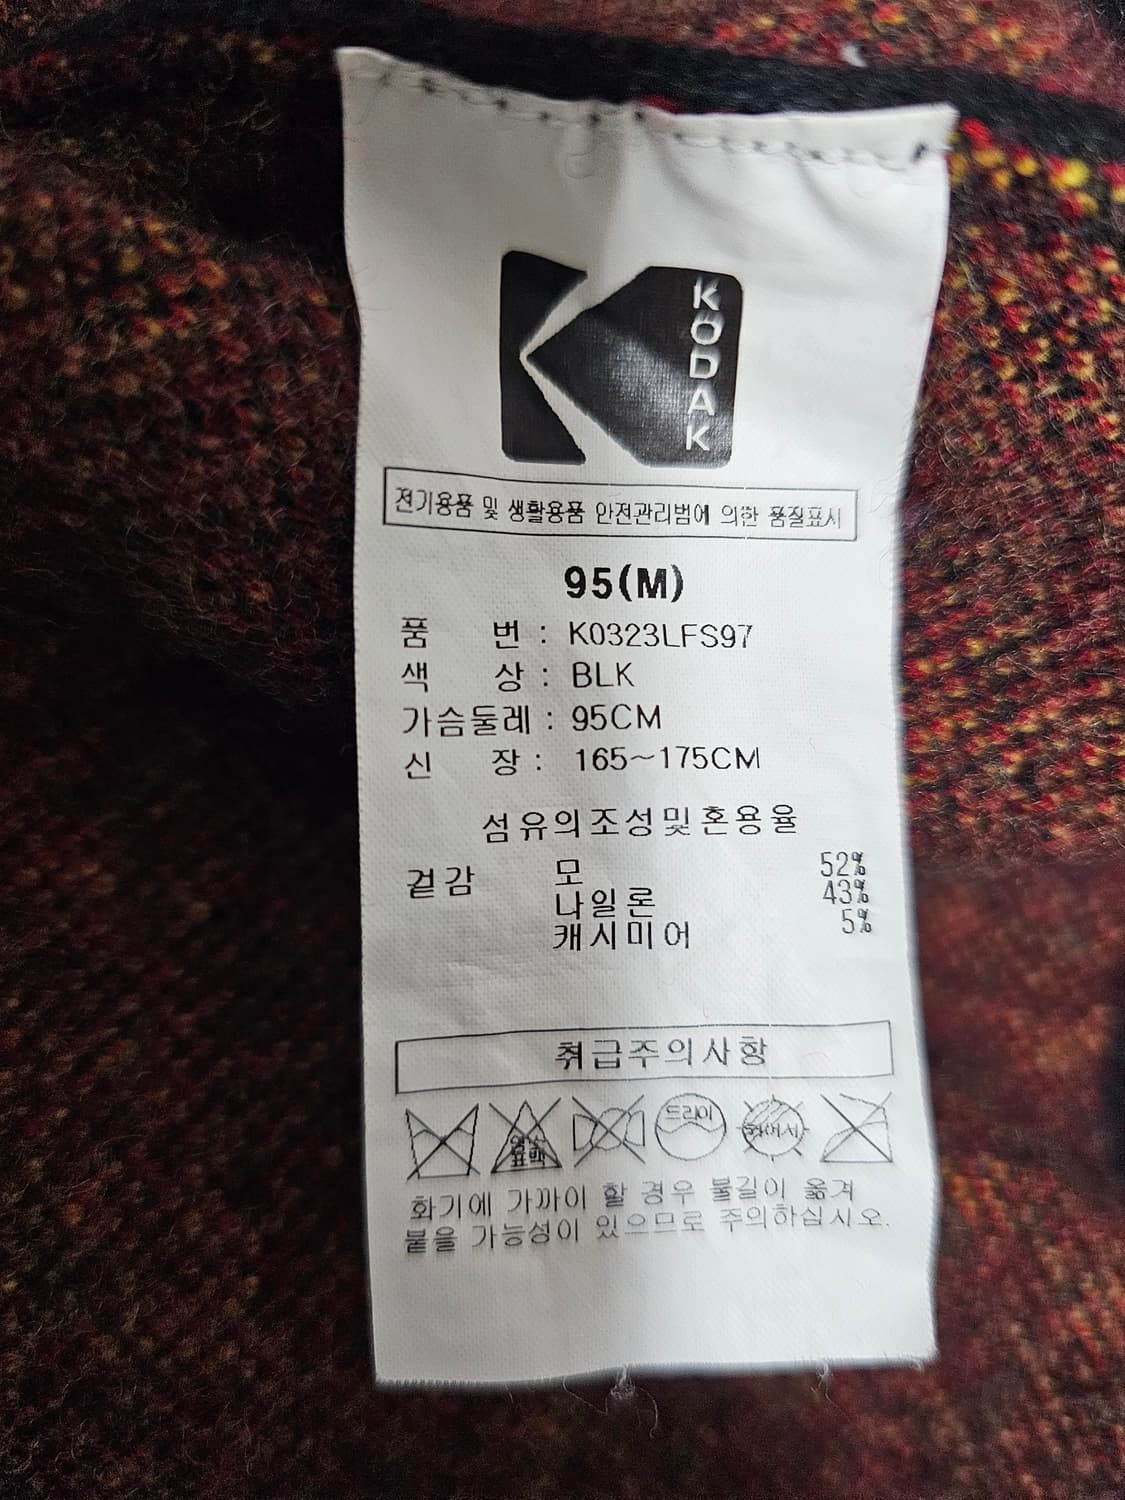 KODAK
전기용품 및 생활용품 안전관리법에 의한 품질표시
95(M)
품 번 : K0323LFS97
색 상 : BLK
가슴둘레 : 95CM
신 장 : 165~175CM
섬유의조성및혼용율
겉감 모 52%
나일론 43%
캐시미어 5%
취급주의사항
염소 드라이
표백
화기에 가까이 할 경우 불길이 옮겨
붙을 가능성이 있으므로 주의하십시오.